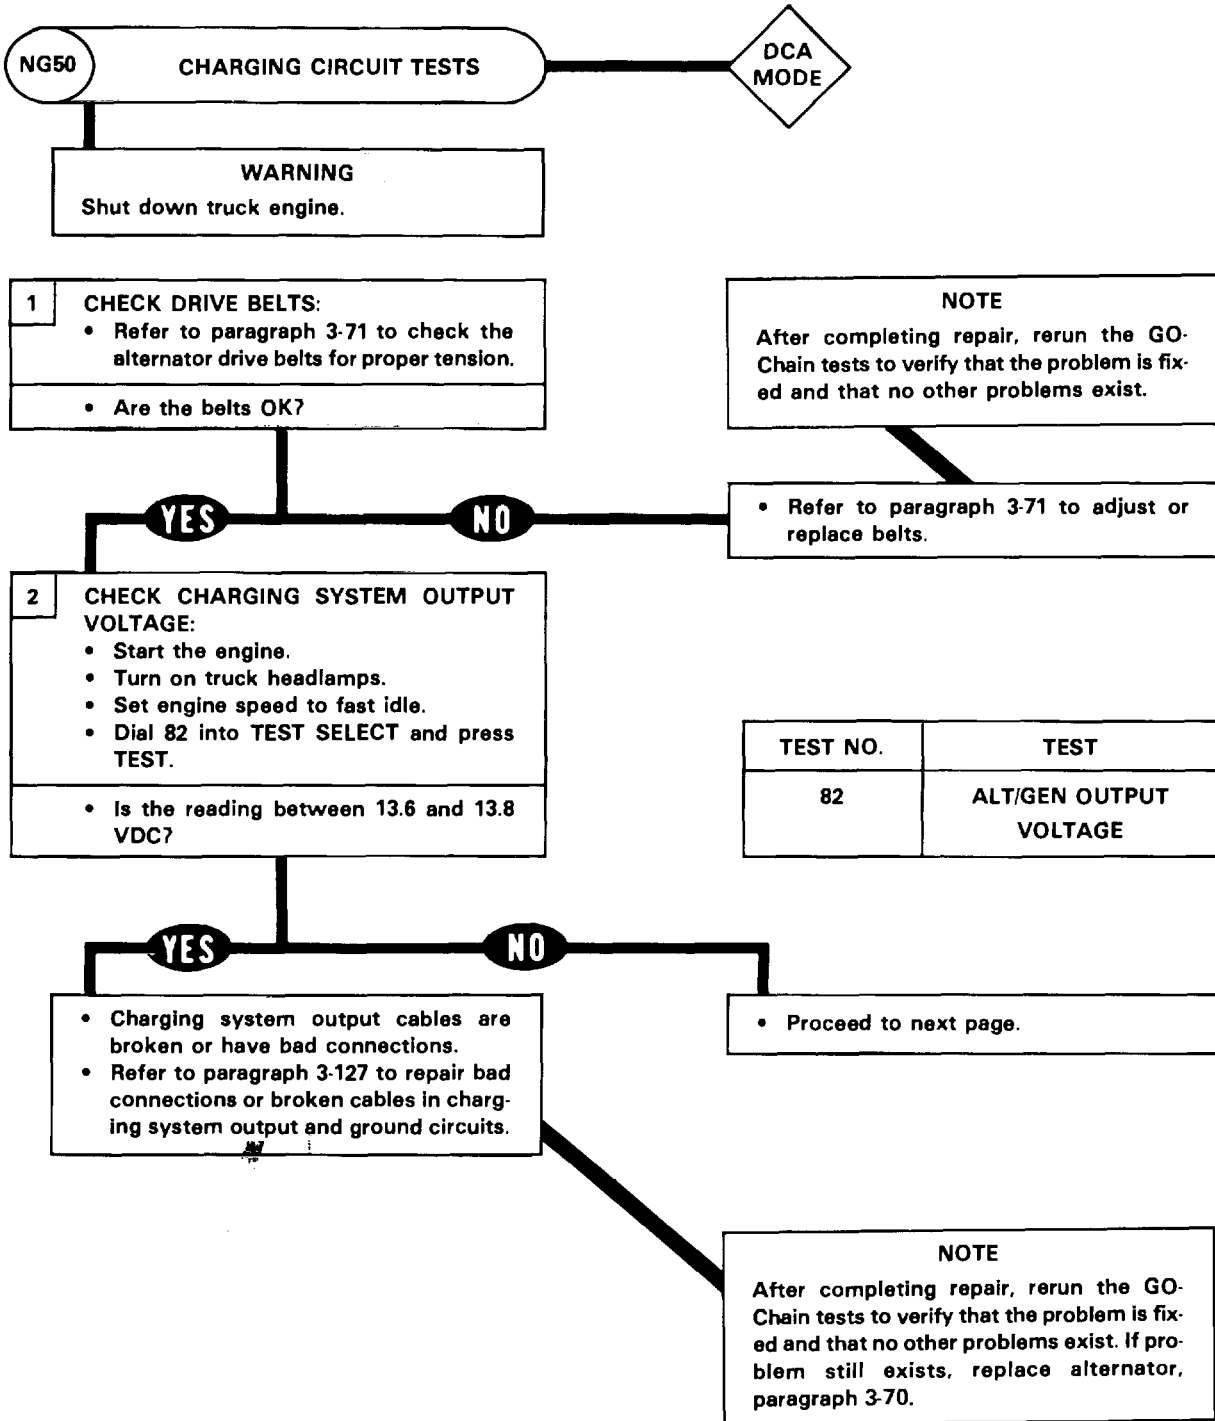 NG50
CHARGING CIRCUIT TESTS
DCA
MODE
WARNING
Shut down truck engine.
1
CHECK DRIVE BELTS:
• Refer to paragraph 3-71 to check the
alternator drive belts for proper tension.
• Are the belts OK?
NOTE
After completing repair, rerun the GO-
Chain tests to verify that the problem is fix-
ed and that no other problems exist.
YES
NO
• Refer to paragraph 3-71 to adjust or
replace belts.
2
CHECK CHARGING SYSTEM OUTPUT
VOLTAGE:
• Start the engine.
• Turn on truck headlamps.
• Set engine speed to fast idle.
• Dial 82 into TEST SELECT and press
TEST.
• Is the reading between 13.6 and 13.8
VDC?
TEST NO.
TEST
82
ALT/GEN OUTPUT
VOLTAGE
YES
NO
• Charging system output cables are
broken or have bad connections.
• Refer to paragraph 3-127 to repair bad
connections or broken cables in charg-
ing system output and ground circuits.
• Proceed to next page.
NOTE
After completing repair, rerun the GO-
Chain tests to verify that the problem is fix-
ed and that no other problems exist. If pro-
blem still exists, replace alternator,
paragraph 3-70.